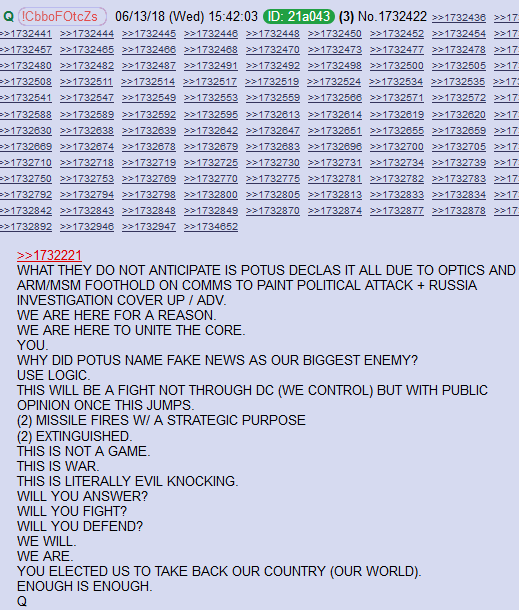 Q !CbboFOtcZs 06/13/18 (Wed) 15:42:03 ID: 21a043 (3) No.1732422 >>1732436 >>17
>>1732441 >>1732444 >>1732445 >>1732446 >>1732448 >>1732450 >>1732452 >>17
>>1732457 >>1732465 >>1732466 >>1732468 >>1732470 >>1732473 >>1732477 >>17
>>1732480 >>1732482 >>1732487 >>1732491 >>1732492 >>1732498 >>1732500 >>1732505 >>17
>>1732508 >>1732511 >>1732514 >>1732517 >>1732519 >>1732524 >>1732534 >>1732535 >>17
>>1732541 >>1732547 >>1732549 >>1732553 >>1732559 >>1732566 >>1732571 >>1732572 >>17
>>1732588 >>1732589 >>1732592 >>1732595 >>1732613 >>1732614 >>1732619 >>1732620 >>17
>>1732630 >>1732638 >>1732639 >>1732642 >>1732647 >>1732651 >>1732655 >>1732659 >>17
>>1732669 >>1732674 >>1732678 >>1732679 >>1732683 >>1732696 >>1732700 >>1732705 >>17
>>1732710 >>1732718 >>1732719 >>1732725 >>1732730 >>1732731 >>1732734 >>1732739 >>17
>>1732750 >>1732753 >>1732769 >>1732770 >>1732775 >>1732781 >>1732782 >>1732783 >>17
>>1732792 >>1732794 >>1732798 >>1732800 >>1732805 >>1732813 >>1732833 >>1732834 >>17
>>1732842 >>1732843 >>1732848 >>1732849 >>1732870 >>1732874 >>1732877 >>1732878 >>17
>>1732892 >>1732946 >>1732947 >>1734652
>>1732221
WHAT THEY DO NOT ANTICIPATE IS POTUS DECLAS IT ALL DUE TO OPTICS AND
ARM/MSM FOOTHOLD ON COMMS TO PAINT POLITICAL ATTACK + RUSSIA
INVESTIGATION COVER UP / ADV.
WE ARE HERE FOR A REASON.
WE ARE HERE TO UNITE THE CORE.
YOU.
WHY DID POTUS NAME FAKE NEWS AS OUR BIGGEST ENEMY?
USE LOGIC.
THIS WILL BE A FIGHT NOT THROUGH DC (WE CONTROL) BUT WITH PUBLIC
OPINION ONCE THIS JUMPS.
(2) MISSILE FIRES W/ A STRATEGIC PURPOSE
(2) EXTINGUISHED.
THIS IS NOT A GAME.
THIS IS WAR.
THIS IS LITERALLY EVIL KNOCKING.
WILL YOU ANSWER?
WILL YOU FIGHT?
WILL YOU DEFEND?
WE WILL.
WE ARE.
YOU ELECTED US TO TAKE BACK OUR COUNTRY (OUR WORLD).
ENOUGH IS ENOUGH.
Q